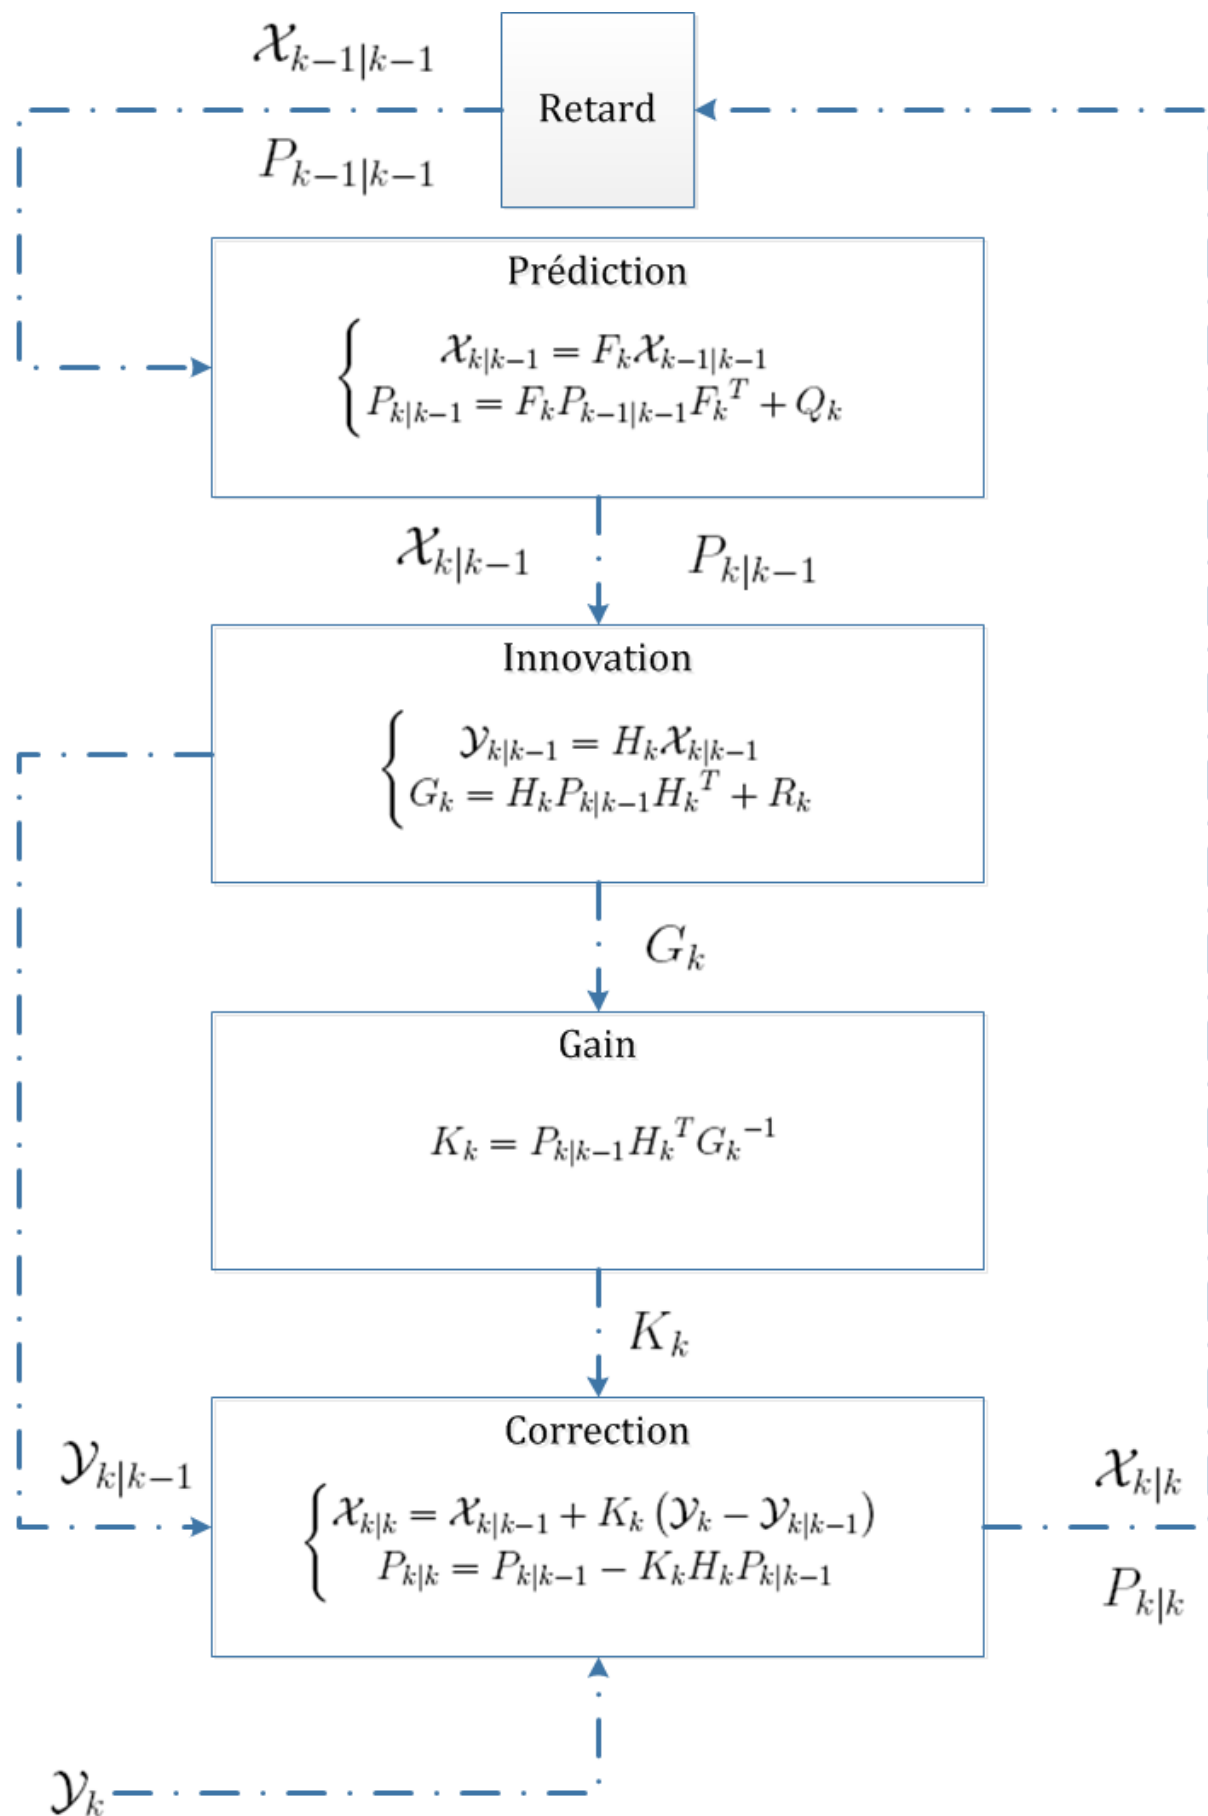 𝒳_{k−1|k−1}
Retard
P_{k−1|k−1}
Prédiction
𝒳_{k|k−1} = F_k 𝒳_{k−1|k−1}
P_{k|k−1} = F_k P_{k−1|k−1} F_k^T + Q_k
𝒳_{k|k−1} P_{k|k−1}
Innovation
𝒴_{k|k−1} = H_k 𝒳_{k|k−1}
G_k = H_k P_{k|k−1} H_k^T + R_k
G_k
Gain
K_k = P_{k|k−1} H_k^T G_k^{−1}
K_k
Correction
𝒴_{k|k−1}
𝒳_{k|k} = 𝒳_{k|k−1} + K_k (𝒴_k − 𝒴_{k|k−1})
P_{k|k} = P_{k|k−1} − K_k H_k P_{k|k−1}
𝒳_{k|k}
P_{k|k}
𝒴_k